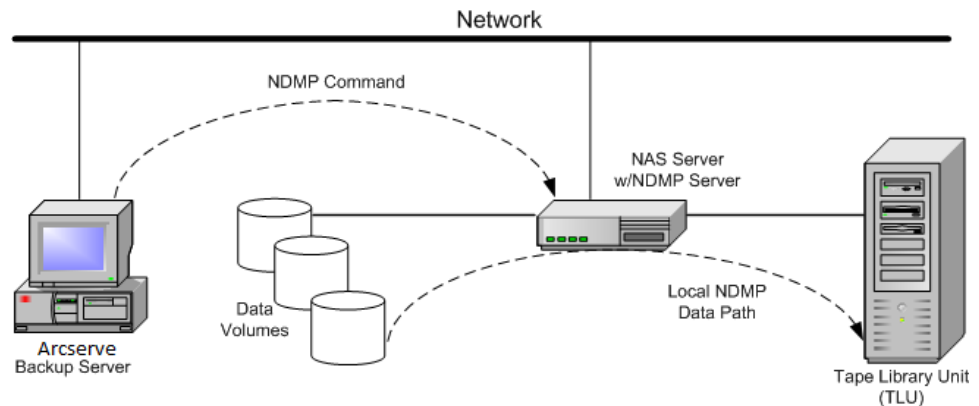 Network
NDMP Command
NAS Server
w/NDMP Server
Data
Volumes
Local NDMP
Data Path
Arcserve
Backup Server
Tape Library Unit
(TLU)